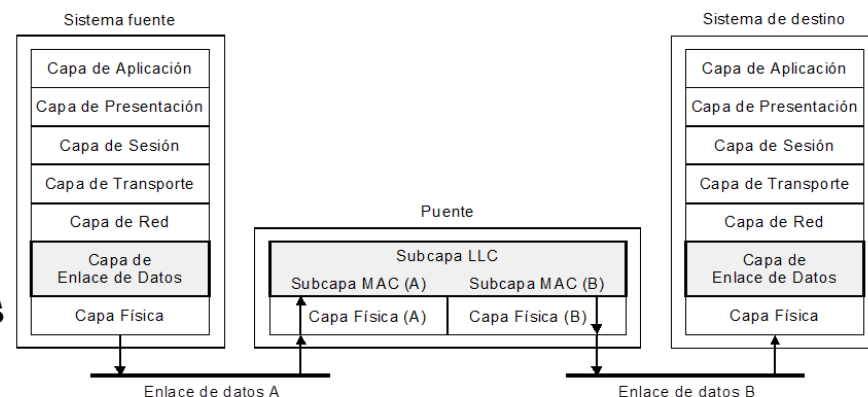 Sistema fuente
Capa de Aplicación
Capa de Presentación
Capa de Sesión
Capa de Transporte
Capa de Red
Capa de
Enlace de Datos
Capa Física
Enlace de datos A
Puente
Subcapa LLC
Subcapa MAC (A) Subcapa MAC (B)
Capa Física (A) Capa Física (B)
Enlace de datos B
Sistema de destino
Capa de Aplicación
Capa de Presentación
Capa de Sesión
Capa de Transporte
Capa de Red
Capa de
Enlace de Datos
Capa Física